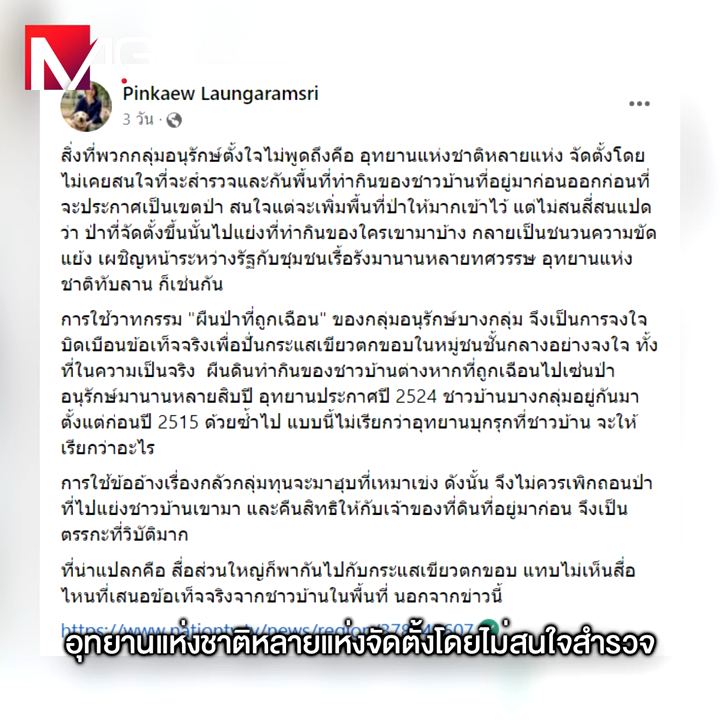 Pinkaew Laungaramsri
3 วัน ·
สิ่งที่พวกกลุ่มอนุรักษ์ตั้งใจไม่พูดถึงคือ อุทยานแห่งชาติหลายแห่ง จัดตั้งโดย
ไม่เคยสนใจที่จะสำรวจและกันพื้นที่ทำกินของชาวบ้านที่อยู่มาก่อนออกก่อนที่
จะประกาศเป็นเขตป่า สนใจแต่จะเพิ่มพื้นที่ป่าให้มากเข้าไว้ แต่ไม่สนสี่สนแปด
ว่า ป่าที่จัดตั้งขึ้นนั้นไปแย่งที่ทำกินของใครเขามาบ้าง กลายเป็นชนวนความขัด
แย้ง เผชิญหน้าระหว่างรัฐกับชุมชนเรื้อรังมานานหลายทศวรรษ อุทยานแห่ง
ชาติทับลาน ก็เช่นกัน
การใช้วาทกรรม "ผืนป่าที่ถูกเฉือน" ของกลุ่มอนุรักษ์บางกลุ่ม จึงเป็นการจงใจ
บิดเบือนข้อเท็จจริงเพื่อปั่นกระแสเขียวตกขอบในหมู่ชนชั้นกลางอย่างจงใจ ทั้ง
ที่ในความเป็นจริง ผืนดินทำกินของชาวบ้านต่างหากที่ถูกเฉือนไปเซ่นป่า
อนุรักษ์มานานหลายสิบปี อุทยานประกาศปี 2524 ชาวบ้านบางกลุ่มอยู่กันมา
ตั้งแต่ก่อนปี 2515 ด้วยซ้ำไป แบบนี้ไม่เรียกว่าอุทยานบุกรุกที่ชาวบ้าน จะให้
เรียกว่าอะไร
การใช้ข้ออ้างเรื่องกลัวกลุ่มทุนจะมาฮุบที่เหมาเข่ง ดังนั้น จึงไม่ควรเพิกถอนป่า
ที่ไปแย่งชาวบ้านเขามา และคืนสิทธิให้กับเจ้าของที่ดินที่อยู่มาก่อน จึงเป็น
ตรรกะที่วิบัติมาก
ที่น่าแปลกคือ สื่อส่วนใหญ่ก็พากันไปกับกระแสเขียวตกขอบ แทบไม่เห็นสื่อ
ไหนที่เสนอข้อเท็จจริงจากชาวบ้านในพื้นที่ นอกจากข่าวนี้
อุทยานแห่งชาติหลายแห่งจัดตั้งโดยไม่สนใจสำรวจ